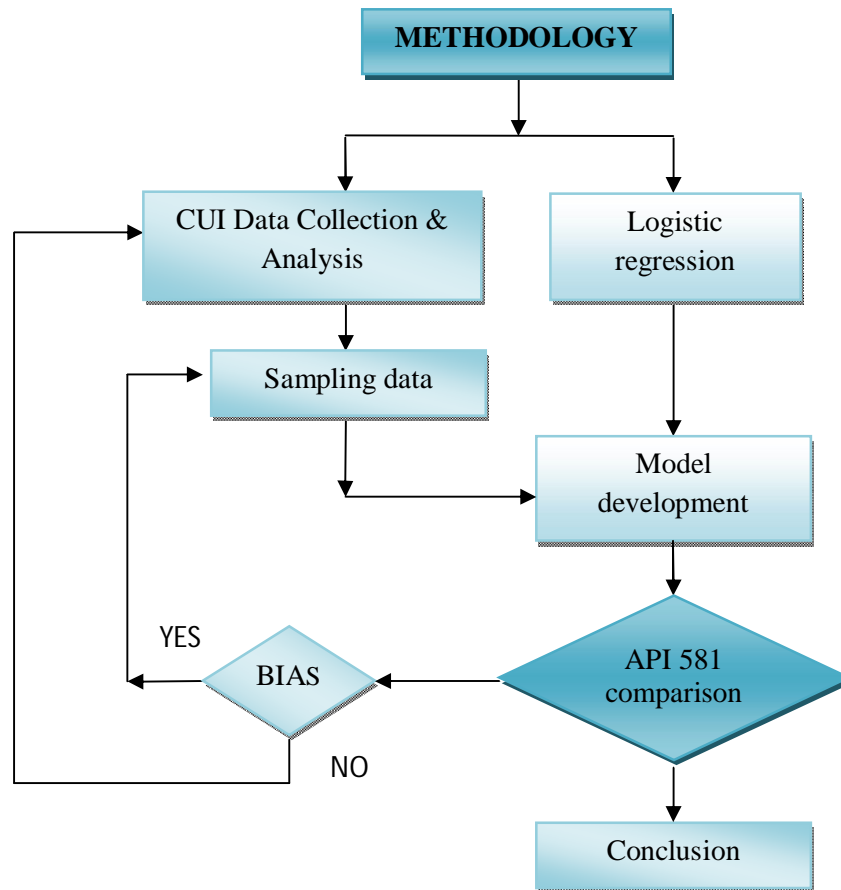 METHODOLOGY
CUI Data Collection &
Analysis
Logistic
regression
Sampling data
Model
development
YES
BIAS
API 581
comparison
NO
Conclusion